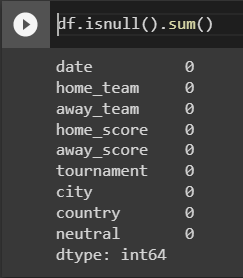 df.isnull().sum()
date 0
home_team 0
away_team 0
home_score 0
away_score 0
tournament 0
city 0
country 0
neutral 0
dtype: int64